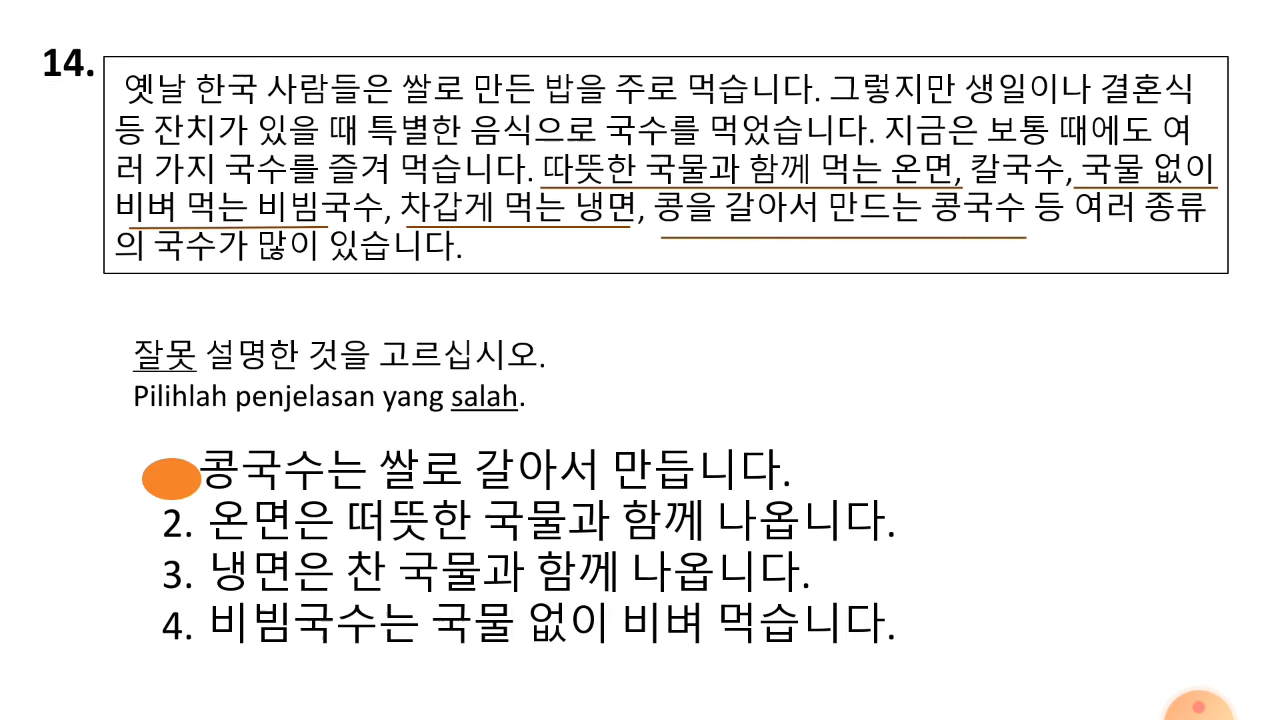 14.
옛날 한국 사람들은 쌀로 만든 밥을 주로 먹습니다. 그렇지만 생일이나 결혼식
등 잔치가 있을 때 특별한 음식으로 국수를 먹었습니다. 지금은 보통 때에도 여
러 가지 국수를 즐겨 먹습니다. 따뜻한 국물과 함께 먹는 온면, 칼국수, 국물 없이
비벼 먹는 비빔국수, 차갑게 먹는 냉면, 콩을 갈아서 만드는 콩국수 등 여러 종류
의 국수가 많이 있습니다.
잘못 설명한 것을 고르십시오.
Pilihlah penjelasan yang salah.
콩국수는 쌀로 갈아서 만듭니다.
2. 온면은 떠뜻한 국물과 함께 나옵니다.
3. 냉면은 찬 국물과 함께 나옵니다.
4. 비빔국수는 국물 없이 비벼 먹습니다.